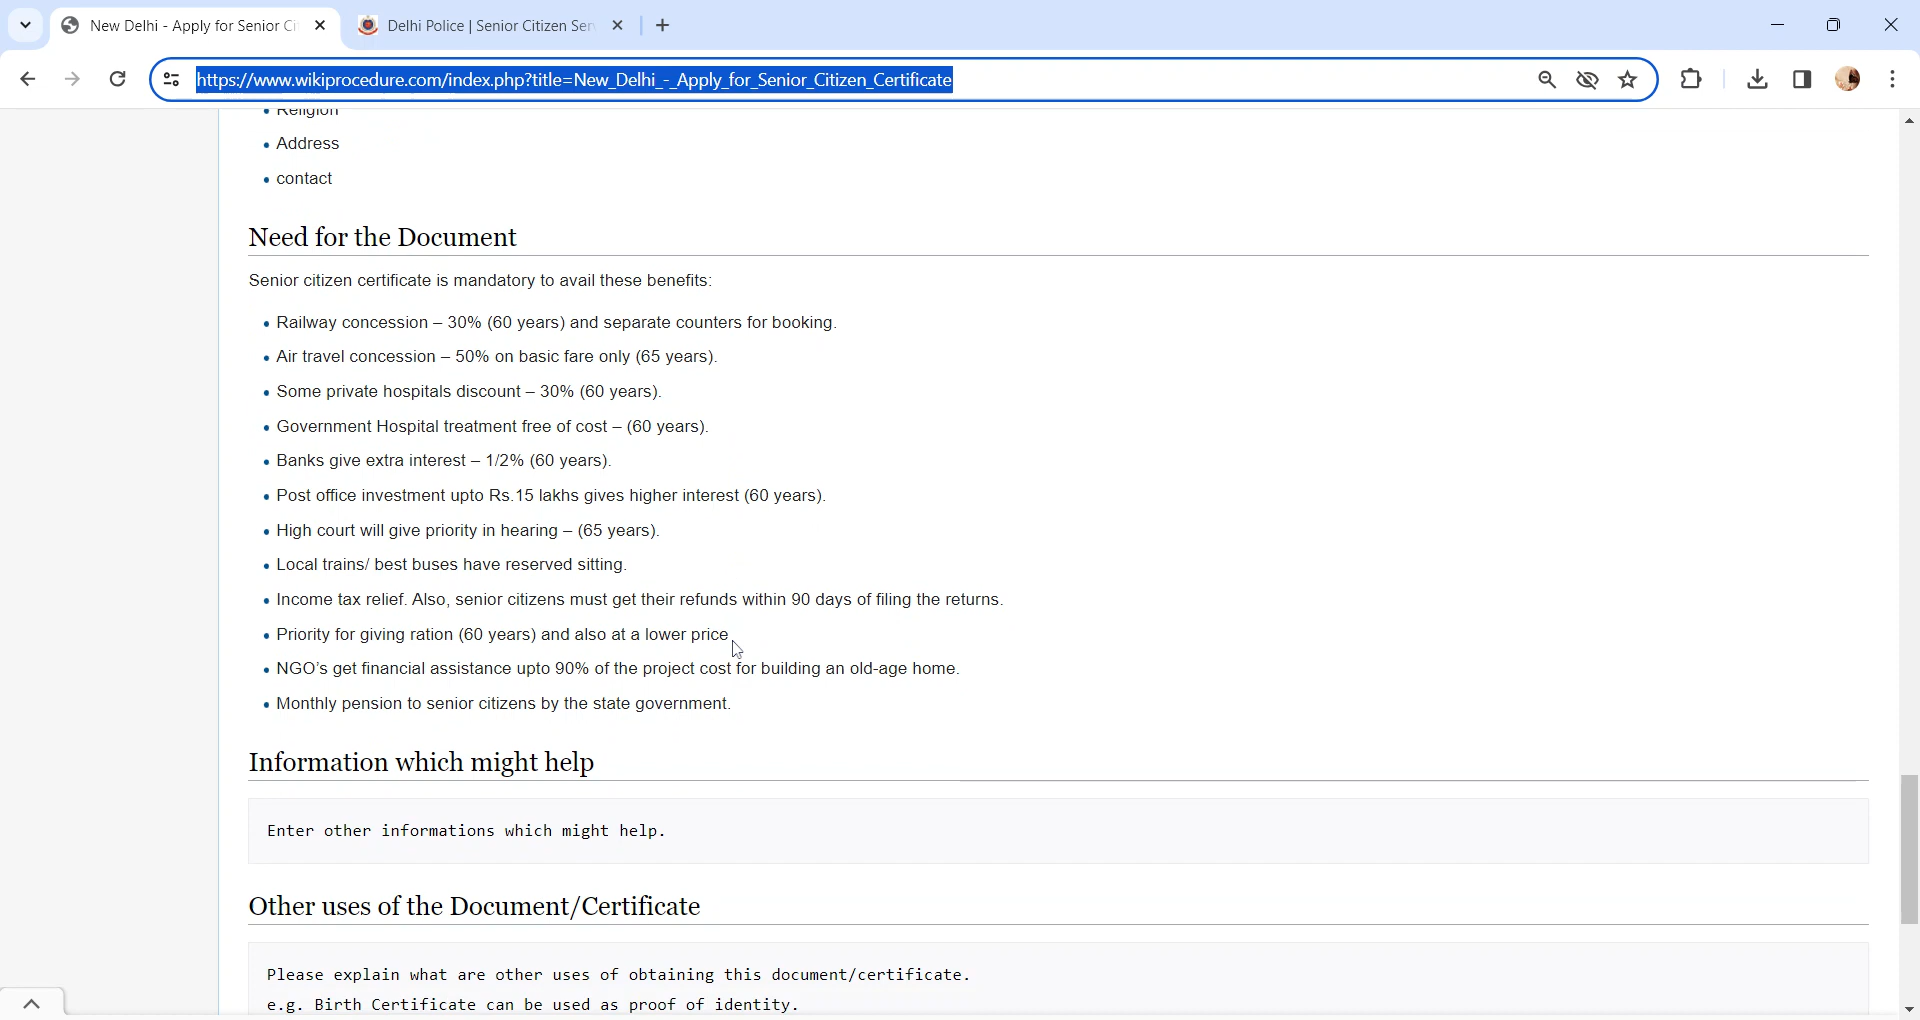 New Delhi - Apply for Senior Ci
Delhi Police | Senior Citizen Ser
https://www.wikiprocedure.com/index.php?title=New_Delhi_-_Apply_for_Senior_Citizen_Certificate
Religion
Address
contact
Need for the Document
Senior citizen certificate is mandatory to avail these benefits:
Railway concession – 30% (60 years) and separate counters for booking.
Air travel concession – 50% on basic fare only (65 years).
Some private hospitals discount – 30% (60 years).
Government Hospital treatment free of cost – (60 years).
Banks give extra interest – 1/2% (60 years).
Post office investment upto Rs.15 lakhs gives higher interest (60 years).
High court will give priority in hearing – (65 years).
Local trains/ best buses have reserved sitting.
Income tax relief. Also, senior citizens must get their refunds within 90 days of filing the returns.
Priority for giving ration (60 years) and also at a lower price
NGO’s get financial assistance upto 90% of the project cost for building an old-age home.
Monthly pension to senior citizens by the state government.
Information which might help
Enter other informations which might help.
Other uses of the Document/Certificate
Please explain what are other uses of obtaining this document/certificate.
e.g. Birth Certificate can be used as proof of identity.